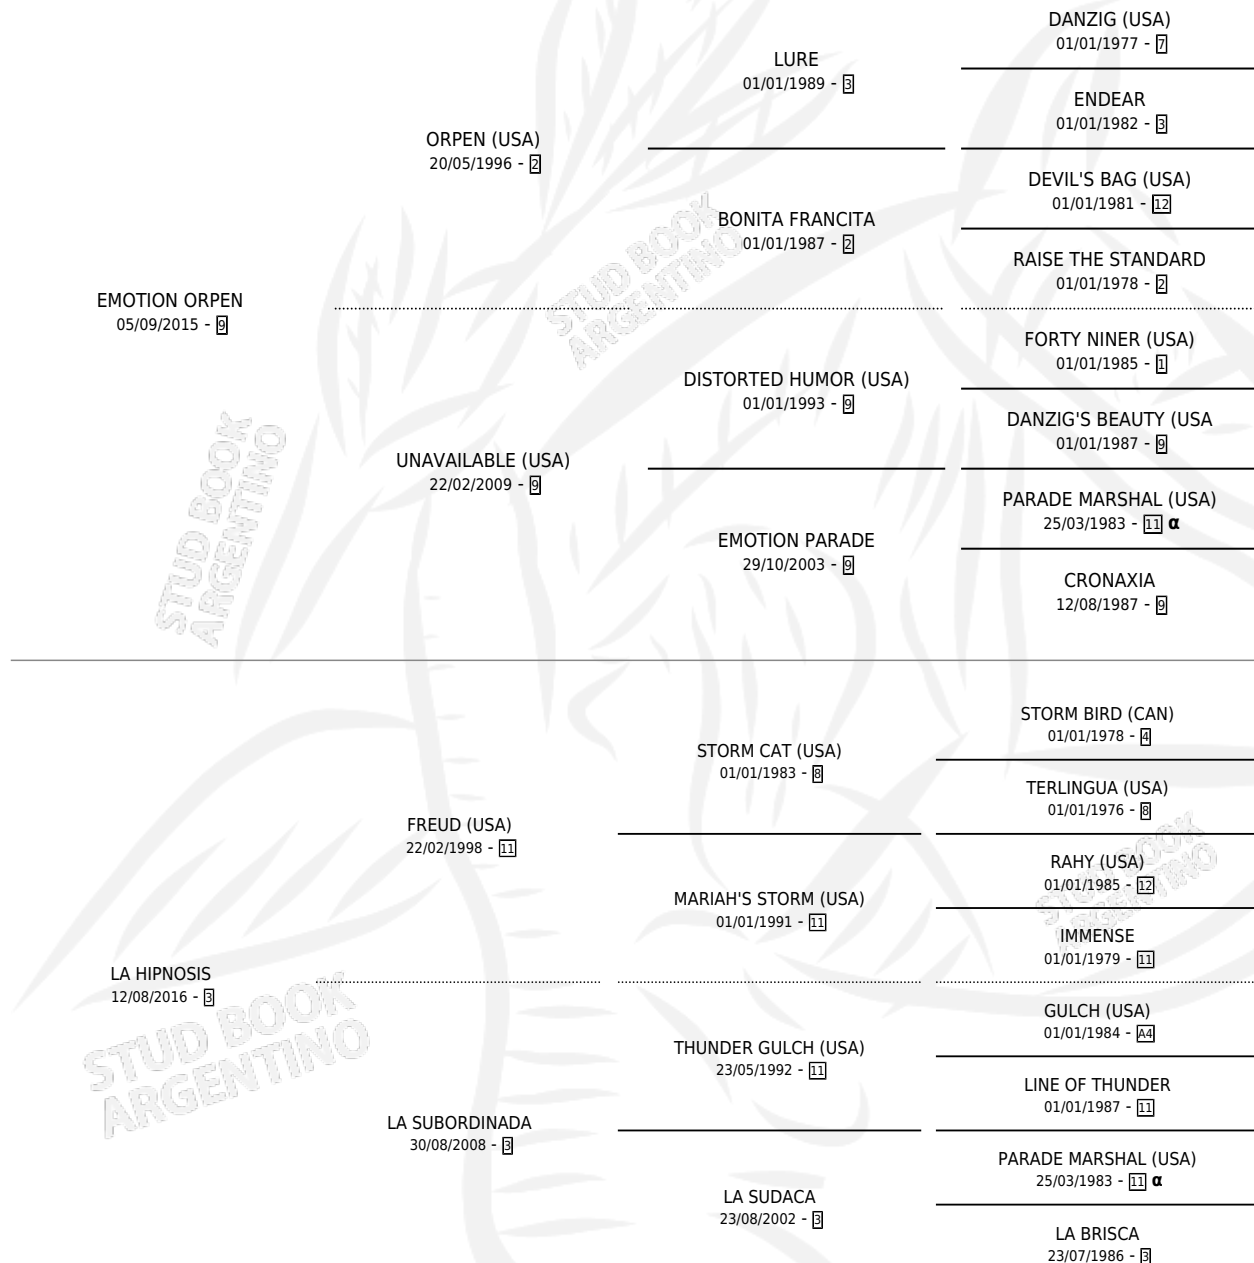 DANZIG (USA)
01/01/1977 - 7
LURE
01/01/1989 - 3
ENDEAR
01/01/1982 - 3
ORPEN (USA)
20/05/1996 - 2
DEVIL'S BAG (USA)
01/01/1981 - 12
BONITA FRANCITA
01/01/1987 - 2
RAISE THE STANDARD
01/01/1978 - 2
EMOTION ORPEN
05/09/2015 - 9
FORTY NINER (USA)
01/01/1985 - 1
DISTORTED HUMOR (USA)
01/01/1993 - 9
DANZIG'S BEAUTY (USA
01/01/1987 - 9
UNAVAILABLE (USA)
22/02/2009 - 9
PARADE MARSHAL (USA)
25/03/1983 - 11 α
EMOTION PARADE
29/10/2003 - 9
CRONAXIA
12/08/1987 - 9
STORM BIRD (CAN)
01/01/1978 - 4
STORM CAT (USA)
01/01/1983 - 8
TERLINGUA (USA)
01/01/1976 - 8
FREUD (USA)
22/02/1998 - 11
RAHY (USA)
01/01/1985 - 12
MARIAH'S STORM (USA)
01/01/1991 - 11
IMMENSE
01/01/1979 - 11
LA HIPNOSIS
12/08/2016 - 3
GULCH (USA)
01/01/1984 - A4
THUNDER GULCH (USA)
23/05/1992 - 11
LINE OF THUNDER
01/01/1987 - 11
LA SUBORDINADA
30/08/2008 - 3
PARADE MARSHAL (USA)
25/03/1983 - 11 α
LA SUDACA
23/08/2002 - 3
LA BRISCA
23/07/1986 - 3
STUD BOOK
ARGENTINO
STUD BOOK
ARGENTINO
STUD BOOK
ARGENTINO
STUD BOOK
ARGENTINO